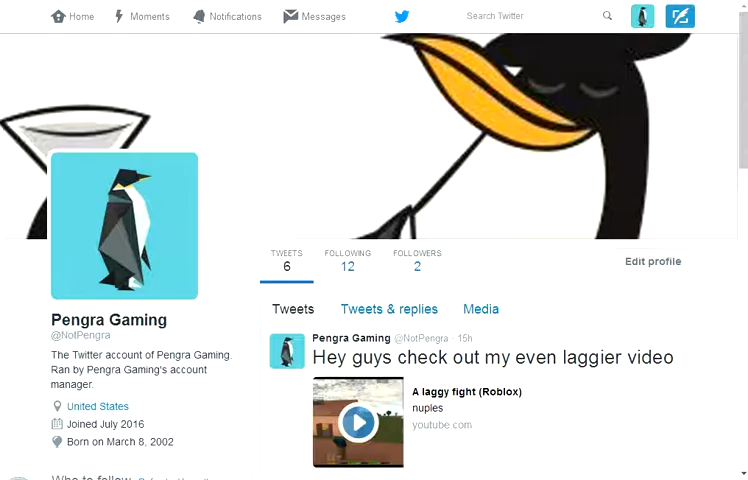 Home Moments Notifications Messages Search Twitter
TWEETS FOLLOWING FOLLOWERS
6 12 2
Edit profile
Tweets Tweets & replies Media
Pengra Gaming
@NotPengra
The Twitter account of Pengra Gaming.
Ran by Pengra Gaming's account
manager.
United States
Joined July 2016
Born on March 8, 2002
Who to follow
Pengra Gaming @NotPengra · 15h
Hey guys check out my even laggier video
A laggy fight (Roblox)
nuples
youtube.com